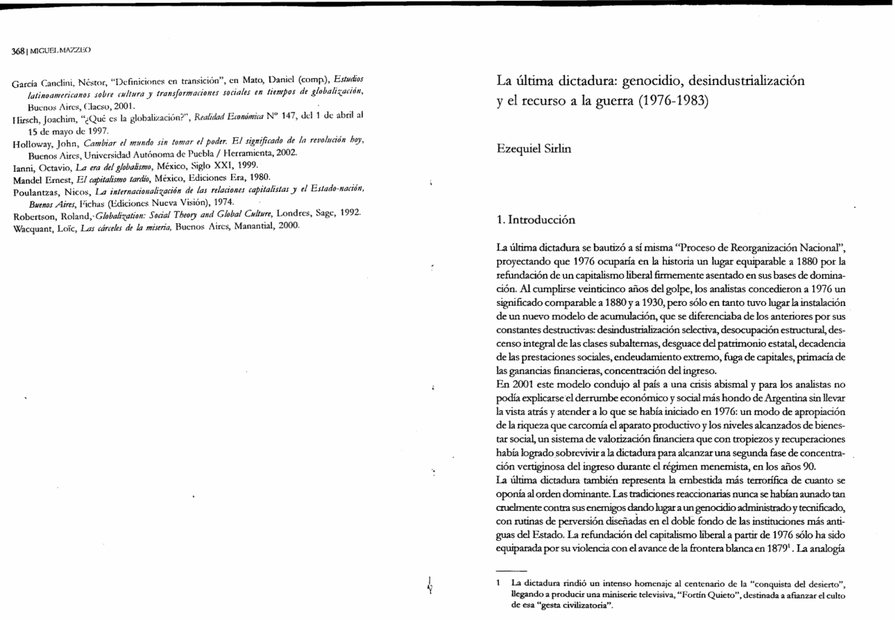 368 | MIGUEL MAZZEO
García Canclini, Néstor, “Definiciones en transición”, en Mato, Daniel (comp.), Estudios
latinoamericanos sobre cultura y transformaciones sociales en tiempos de globalización,
Buenos Aires, Clacso, 2001.
Hirsch, Joachim, “¿Qué es la globalización?”, Realidad Económica Nº 147, del 1 de abril al
15 de mayo de 1997.
Holloway, John, Cambiar el mundo sin tomar el poder. El significado de la revolución hoy,
Buenos Aires, Universidad Autónoma de Puebla / Herramienta, 2002.
Ianni, Octavio, La era del globalismo, México, Siglo XXI, 1999.
Mandel Ernest, El capitalismo tardío, México, Ediciones Era, 1980.
Poulantzas, Nicos, La internacionalización de las relaciones capitalistas y el Estado-nación,
Buenos Aires, Fichas (Ediciones Nueva Visión), 1974.
Robertson, Roland, Globalization: Social Theory and Global Culture, Londres, Sage, 1992.
Wacquant, Loïc, Las cárceles de la miseria, Buenos Aires, Manantial, 2000.
La última dictadura: genocidio, desindustrialización
y el recurso a la guerra (1976-1983)
Ezequiel Sirlin
1. Introducción
La última dictadura se bautizó a sí misma “Proceso de Reorganización Nacional”,
proyectando que 1976 ocuparía en la historia un lugar equiparable a 1880 por la
refundación de un capitalismo liberal firmemente asentado en sus bases de domina-
ción. Al cumplirse veinticinco años del golpe, los analistas concedieron a 1976 un
significado comparable a 1880 y a 1930, pero sólo en tanto tuvo lugar la instalación
de un nuevo modelo de acumulación, que se diferenciaba de los anteriores por sus
constantes destructivas: desindustrialización selectiva, desocupación estructural, des-
censo integral de las clases subalternas, desguace del patrimonio estatal, decadencia
de las prestaciones sociales, endeudamiento extremo, fuga de capitales, primacía de
las ganancias financieras, concentración del ingreso.
En 2001 este modelo condujo al país a una crisis abismal y para los analistas no
podía explicarse el derrumbe económico y social más hondo de Argentina sin llevar
la vista atrás y atender a lo que se había iniciado en 1976: un modo de apropiación
de la riqueza que carcomía el aparato productivo y los niveles alcanzados de bienes-
tar social, un sistema de valorización financiera que con tropiezos y recuperaciones
había logrado sobrevivir a la dictadura para alcanzar una segunda fase de concentra-
ción vertiginosa del ingreso durante el régimen menemista, en los años 90.
La última dictadura también representa la embestida más terrorífica de cuanto se
oponía al orden dominante. Las tradiciones reaccionarias nunca se habían aunado tan
cruelmente contra sus enemigos dando lugar a un genocidio administrado y tecnificado,
con rutinas de perversión diseñadas en el doble fondo de las instituciones más anti-
guas del Estado. La refundación del capitalismo liberal a partir de 1976 sólo ha sido
equiparada por su violencia con el avance de la frontera blanca en 1879¹. La analogía
1 La dictadura rindió un intenso homenaje al centenario de la “conquista del desierto”,
llegando a producir una miniserie televisiva, “Fortín Quieto”, destinada a afianzar el culto
de esa “gesta civilizatoria”.